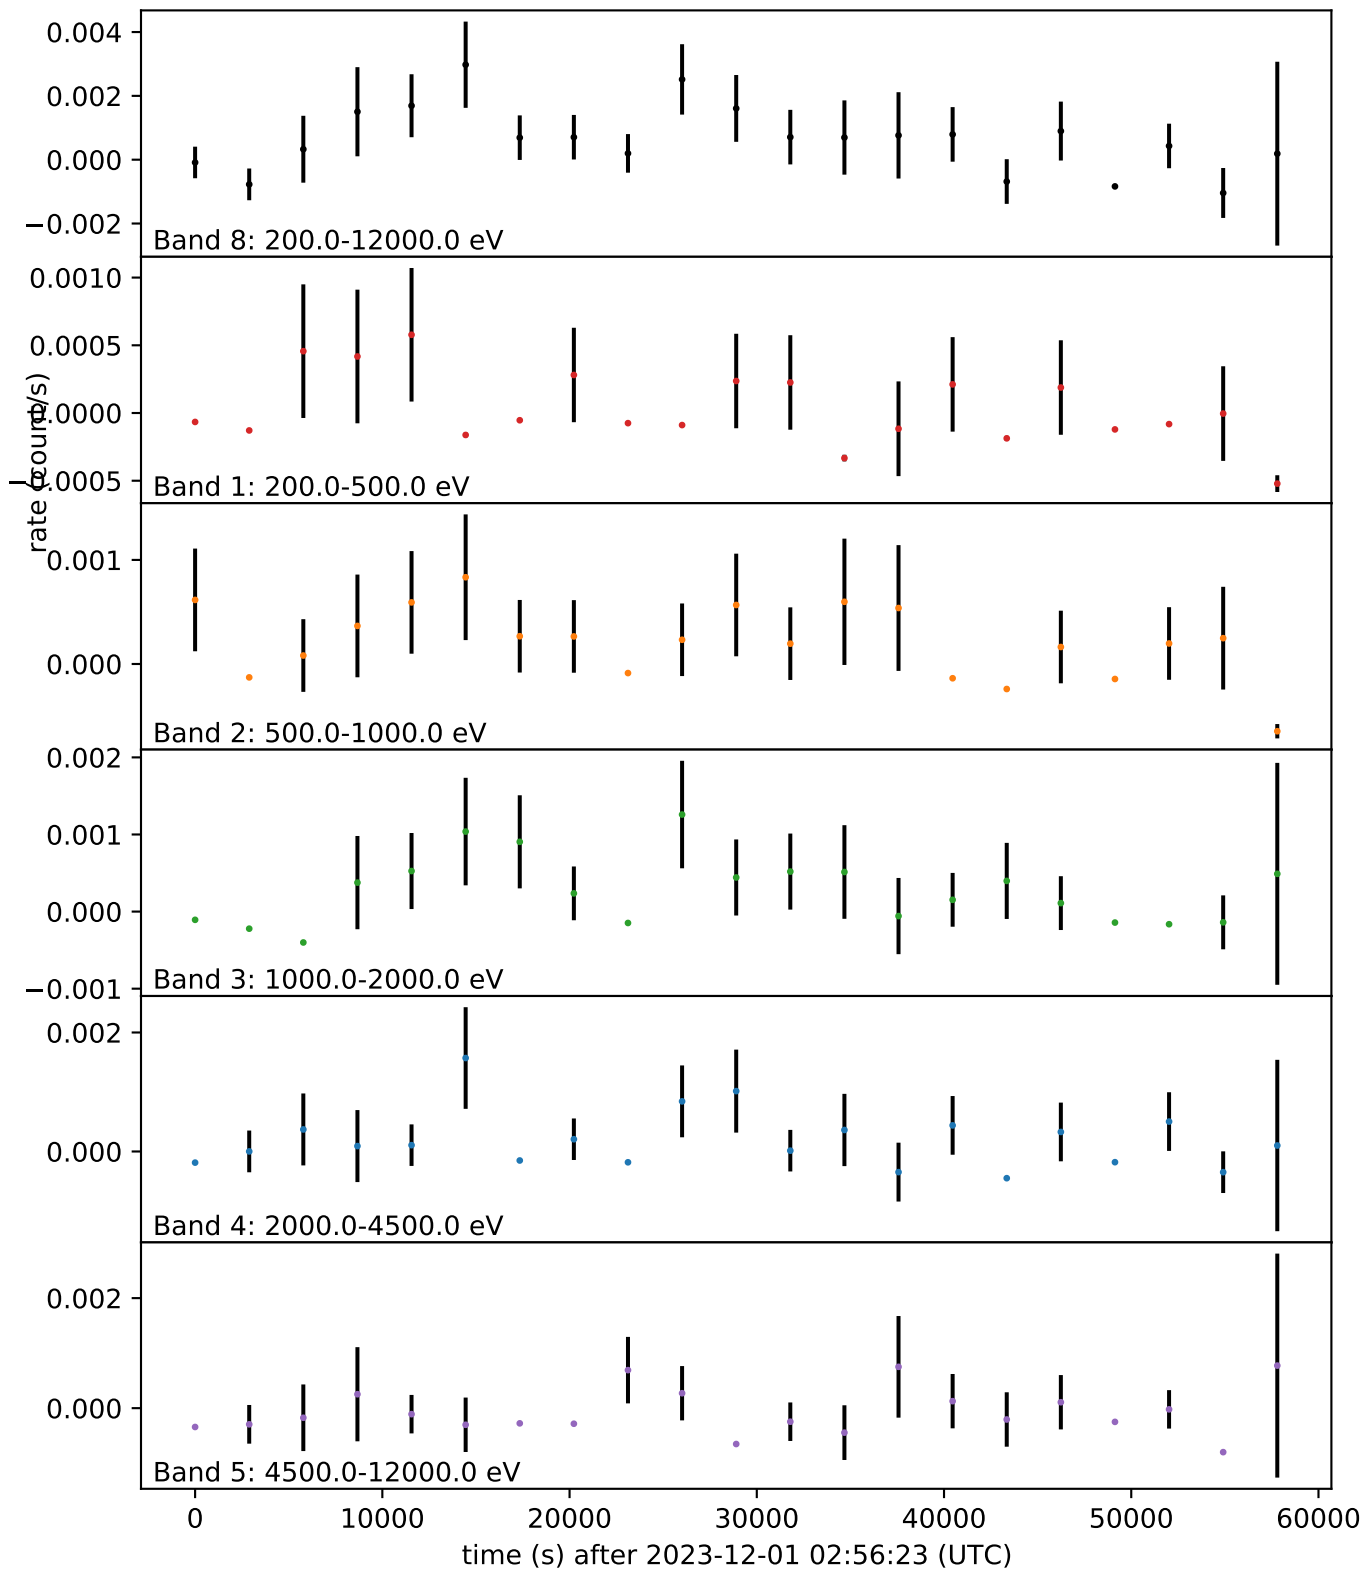 0.004
0.002
0.000
−0.002
Band 8: 200.0-12000.0 eV
0.0010
0.0005
0.0000
−0.0005
rate (count/s)
Band 1: 200.0-500.0 eV
0.001
0.000
Band 2: 500.0-1000.0 eV
0.002
0.001
0.000
−0.001
Band 3: 1000.0-2000.0 eV
0.002
0.000
Band 4: 2000.0-4500.0 eV
0.002
0.000
Band 5: 4500.0-12000.0 eV
0 10000 20000 30000 40000 50000 60000
time (s) after 2023-12-01 02:56:23 (UTC)